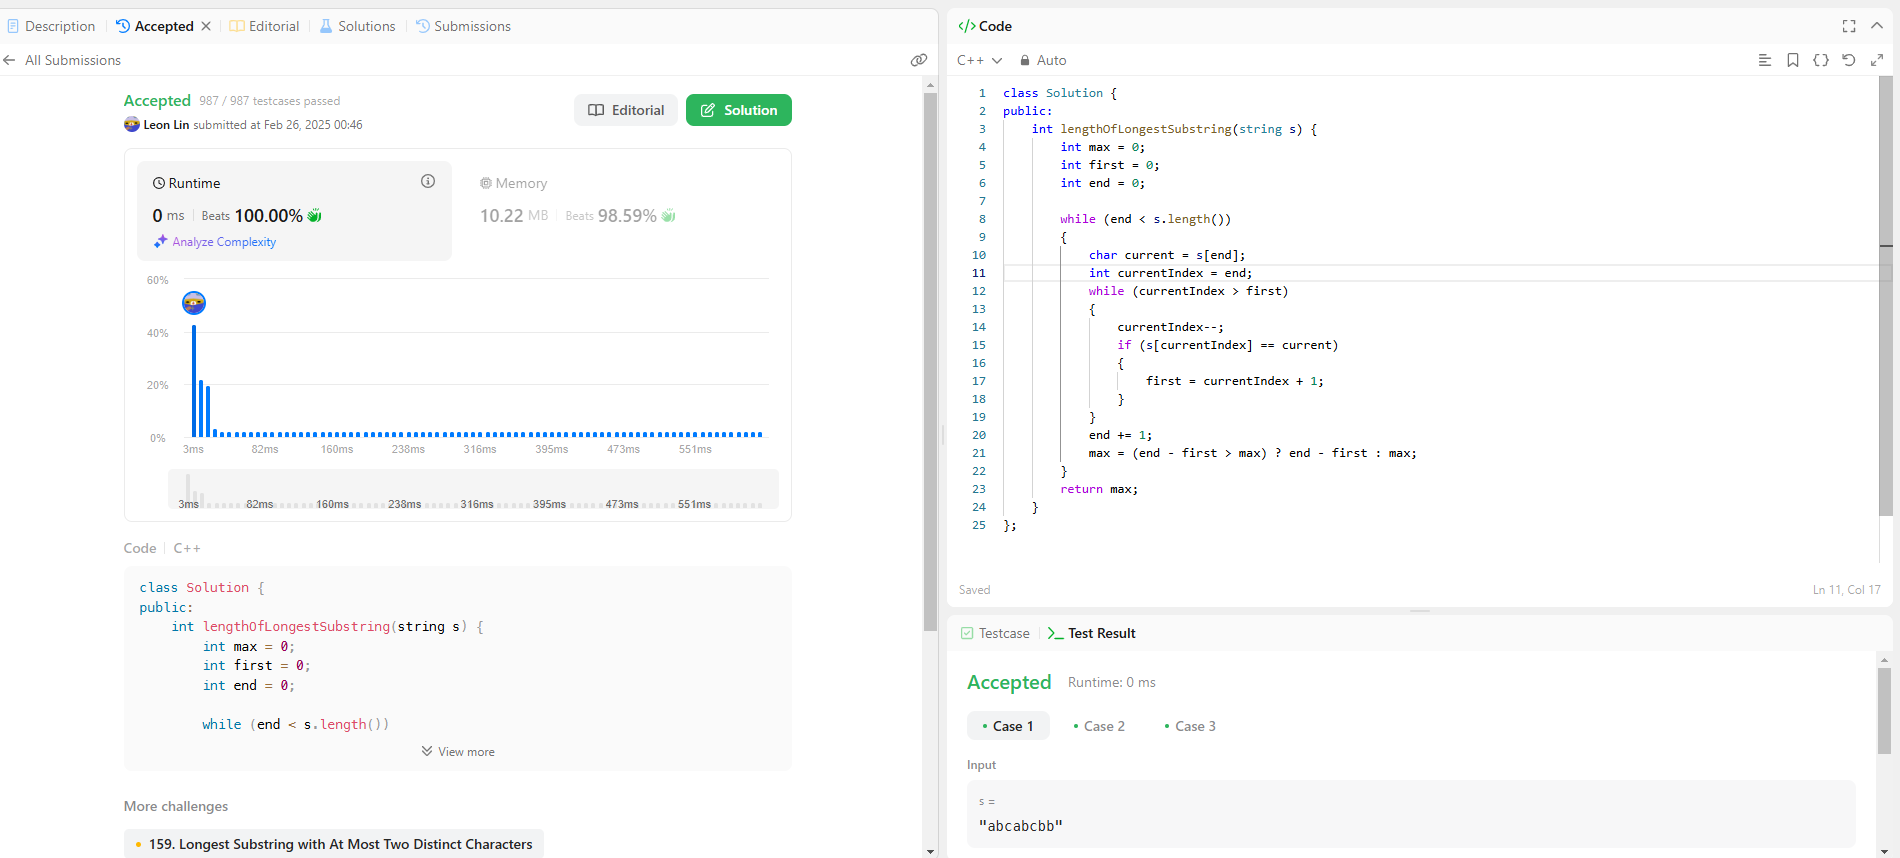 Description
Accepted
Editorial
Solutions
Submissions
All Submissions
Accepted 987 / 987 testcases passed
Leon Lin submitted at Feb 26, 2025 00:46
Editorial
Solution
Runtime
0 ms Beats 100.00%
Analyze Complexity
Memory
10.22 MB Beats 98.59%
60%
40%
20%
0%
3ms 82ms 160ms 238ms 316ms 395ms 473ms 551ms
3ms 82ms 160ms 238ms 316ms 395ms 473ms 551ms
Code C++
class Solution {
public:
    int lengthOfLongestSubstring(string s) {
        int max = 0;
        int first = 0;
        int end = 0;
        while (end < s.length())
View more
More challenges
159. Longest Substring with At Most Two Distinct Characters
</> Code
C++ Auto
1 class Solution {
2 public:
3     int lengthOfLongestSubstring(string s) {
4         int max = 0;
5         int first = 0;
6         int end = 0;
7
8         while (end < s.length())
9         {
10             char current = s[end];
11             int currentIndex = end;
12             while (currentIndex > first)
13             {
14                 currentIndex--;
15                 if (s[currentIndex] == current)
16                 {
17                     first = currentIndex + 1;
18                 }
19             }
20             end += 1;
21             max = (end - first > max) ? end - first : max;
22         }
23         return max;
24     }
25 };
Saved
Ln 11, Col 17
Testcase
Test Result
Accepted Runtime: 0 ms
Case 1 Case 2 Case 3
Input
s =
"abcabcbb"